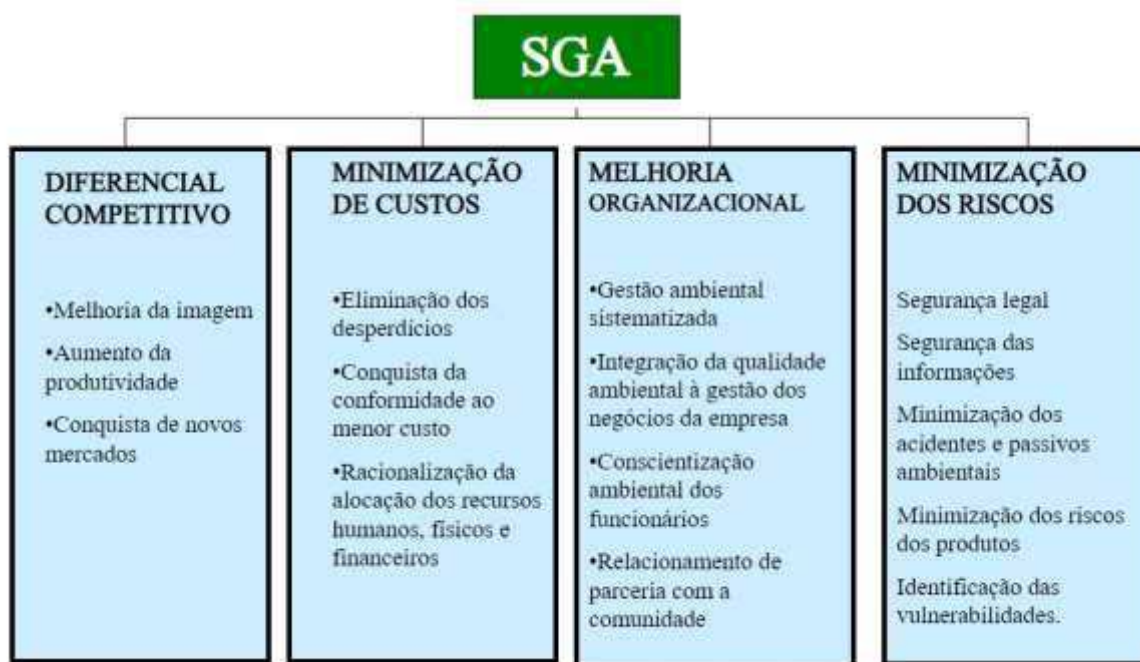 SGA
DIFERENCIAL
COMPETITIVO
•Melhoria da imagem
•Aumento da
produtividade
•Conquista de novos
mercados
MINIMIZAÇÃO
DE CUSTOS
•Eliminação dos
desperdícios
•Conquista da
conformidade ao
menor custo
•Racionalização da
alocação dos recursos
humanos, físicos e
financeiros
MELHORIA
ORGANIZACIONAL
•Gestão ambiental
sistematizada
•Integração da qualidade
ambiental à gestão dos
negócios da empresa
•Conscientização
ambiental dos
funcionários
•Relacionamento de
parceria com a
comunidade
MINIMIZAÇÃO
DOS RISCOS
Segurança legal
Segurança das
informações
Minimização dos
acidentes e passivos
ambientais
Minimização dos riscos
dos produtos
Identificação das
vulnerabilidades.